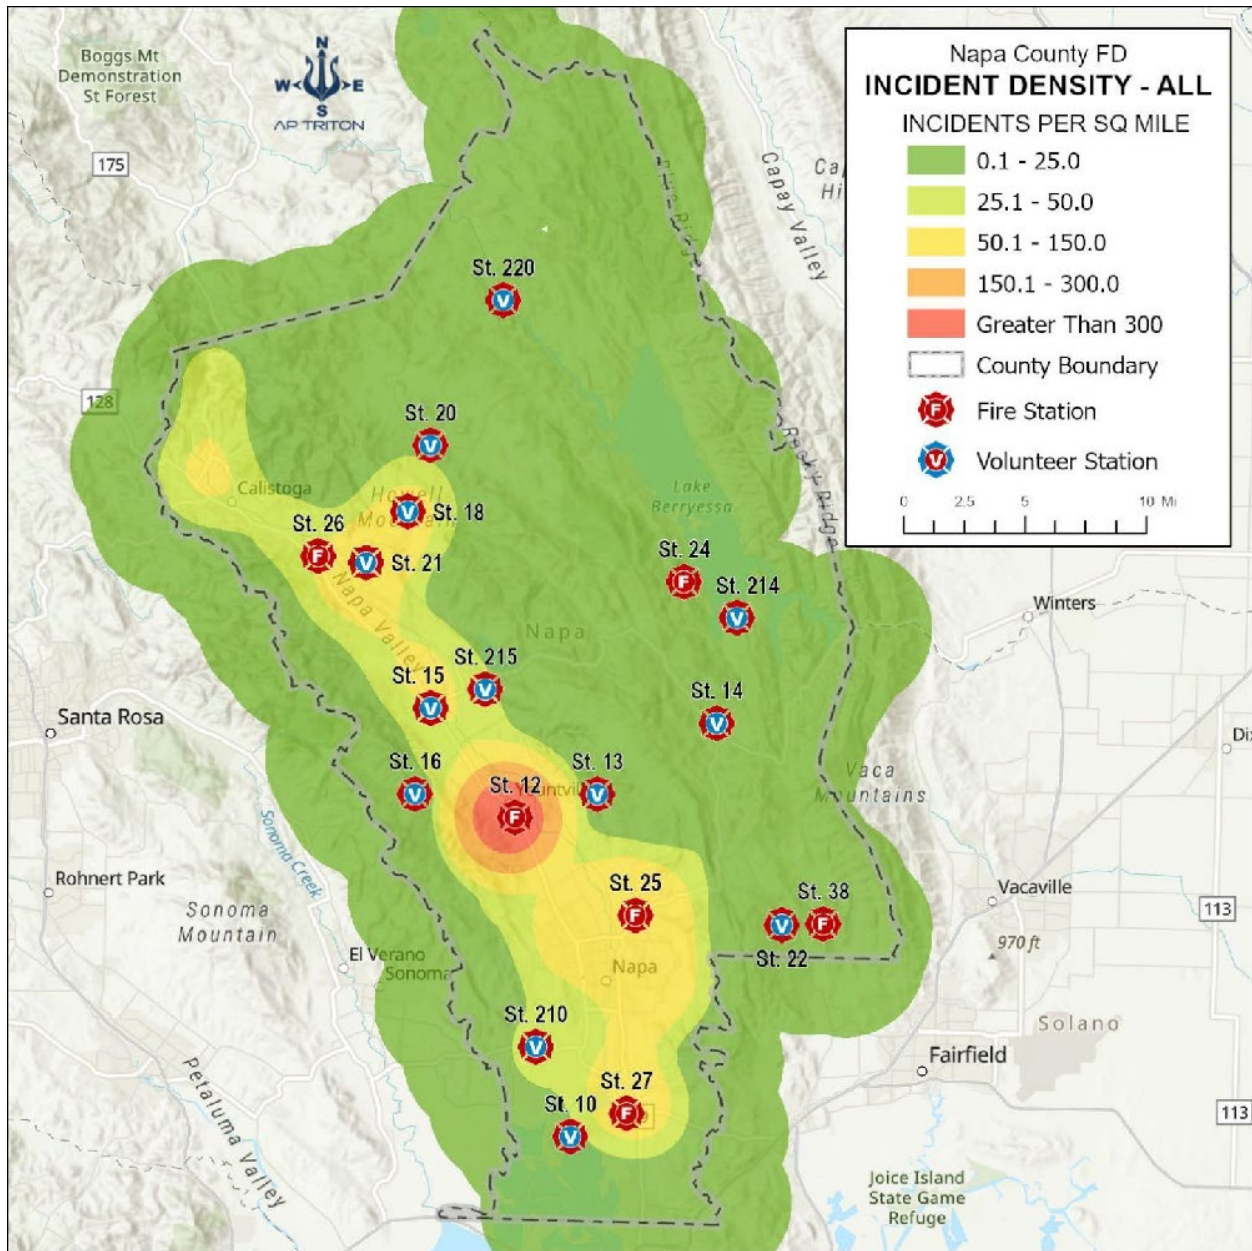 Boggs Mt
Demonstration
St Forest
N
W
E
S
AP TRITON
175
Napa County FD
INCIDENT DENSITY - ALL
INCIDENTS PER SQ MILE
0.1 - 25.0
25.1 - 50.0
50.1 - 150.0
150.1 - 300.0
Greater Than 300
County Boundary
F
Fire Station
V
Volunteer Station
0 2.5 5 10 Mi
Capay Valley
Blue Ridge
St. 220
V
128
St. 20
V
Rocky Ridge
Calistoga
Howell
Mountain
St. 18
V
St. 26
F
St. 21
V
Napa Valley
Lake
Berryessa
St. 24
F
St. 214
V
Winters
Napa
St. 215
V
St. 15
V
St. 14
V
Santa Rosa
St. 16
V
St. 12
F
St. 13
V
Vaca
Mountains
Sonoma Creek
Rohnert Park
Sonoma
Mountain
St. 25
F
St. 38
V
F
St. 22
Vacaville
113
970 ft
El Verano
Sonoma
Napa
Solano
St. 210
V
Fairfield
St. 27
F
St. 10
V
113
Petaluma Valley
Joice Island
State Game
Refuge